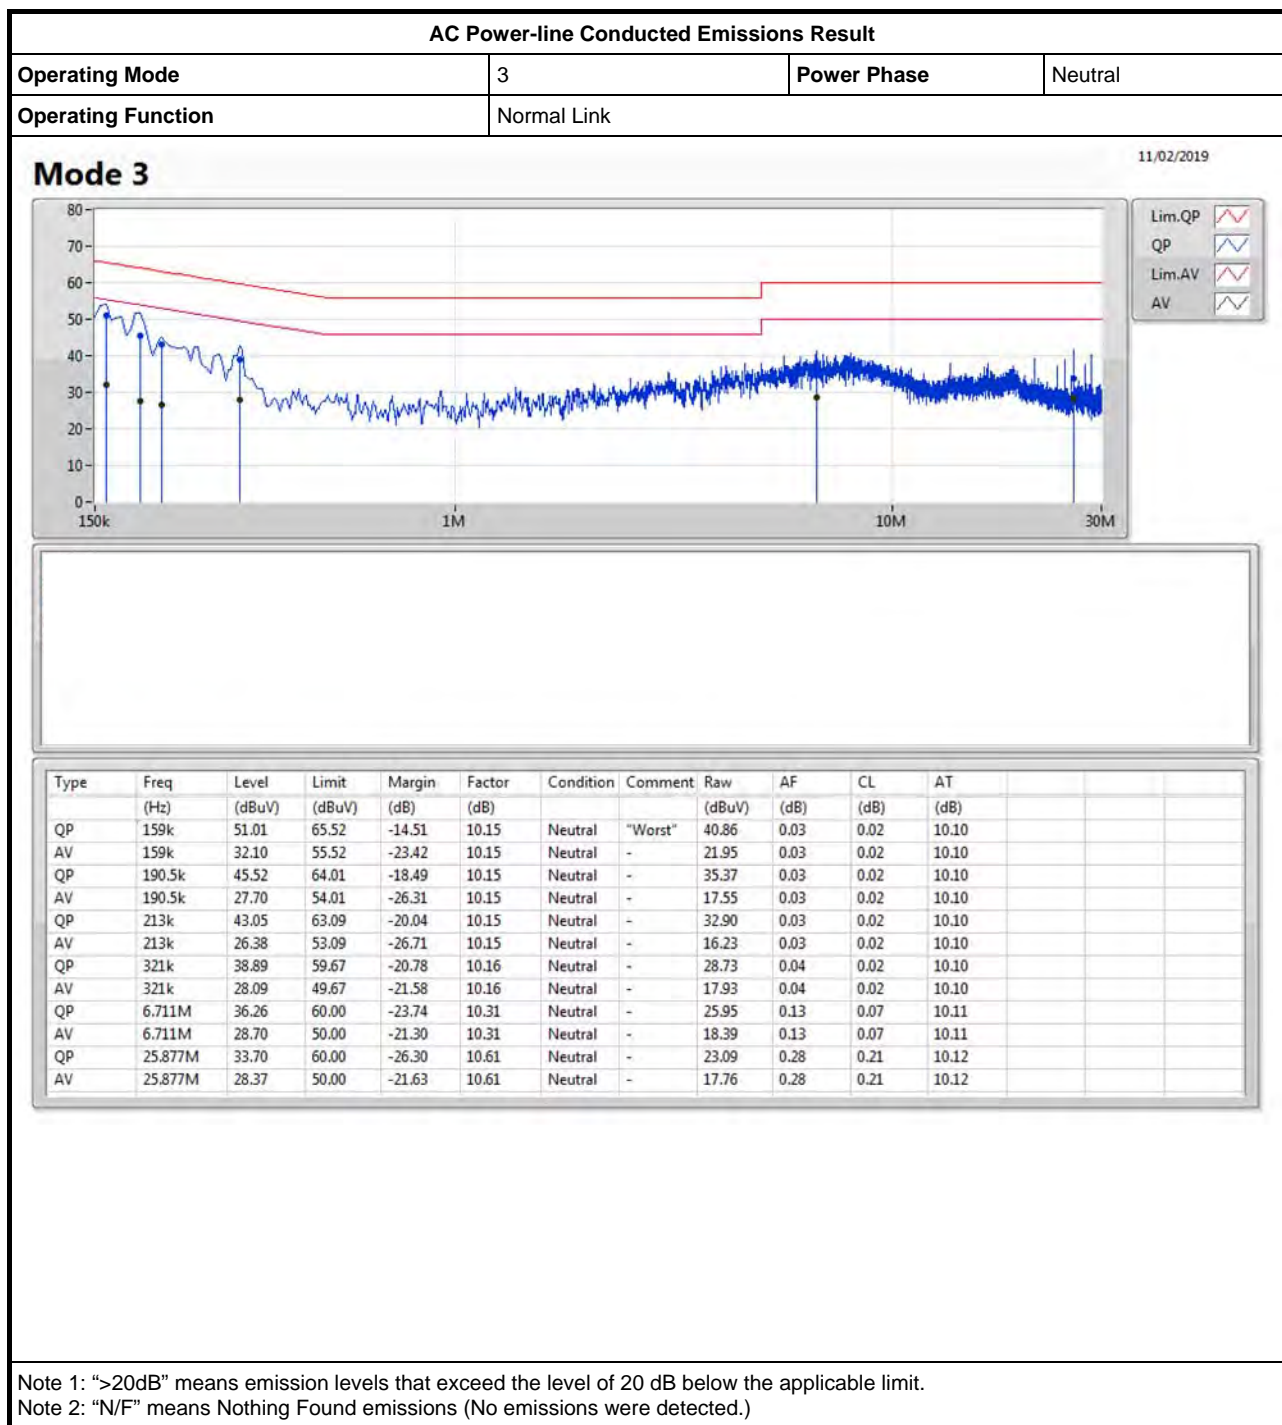 AC Power-line Conducted Emissions Result
Operating Mode 3 Power Phase Neutral
Operating Function Normal Link
11/02/2019
Mode 3
80
70
60
50
40
30
20
10
0
150k 1M 10M 30M
Lim.QP
QP
Lim.AV
AV
Type Freq Level Limit Margin Factor Condition Comment Raw AF CL AT
(Hz) (dBuV) (dBuV) (dB) (dB) (dBuV) (dB) (dB) (dB)
QP 159k 51.01 65.52 -14.51 10.15 Neutral "Worst" 40.86 0.03 0.02 10.10
AV 159k 32.10 55.52 -23.42 10.15 Neutral - 21.95 0.03 0.02 10.10
QP 190.5k 45.52 64.01 -18.49 10.15 Neutral - 35.37 0.03 0.02 10.10
AV 190.5k 27.70 54.01 -26.31 10.15 Neutral - 17.55 0.03 0.02 10.10
QP 213k 43.05 63.09 -20.04 10.15 Neutral - 32.90 0.03 0.02 10.10
AV 213k 26.38 53.09 -26.71 10.15 Neutral - 16.23 0.03 0.02 10.10
QP 321k 38.89 59.67 -20.78 10.16 Neutral - 28.73 0.04 0.02 10.10
AV 321k 28.09 49.67 -21.58 10.16 Neutral - 17.93 0.04 0.02 10.10
QP 6.711M 36.26 60.00 -23.74 10.31 Neutral - 25.95 0.13 0.07 10.11
AV 6.711M 28.70 50.00 -21.30 10.31 Neutral - 18.39 0.13 0.07 10.11
QP 25.877M 33.70 60.00 -26.30 10.61 Neutral - 23.09 0.28 0.21 10.12
AV 25.877M 28.37 50.00 -21.63 10.61 Neutral - 17.76 0.28 0.21 10.12
Note 1: “>20dB” means emission levels that exceed the level of 20 dB below the applicable limit.
Note 2: “N/F” means Nothing Found emissions (No emissions were detected.)